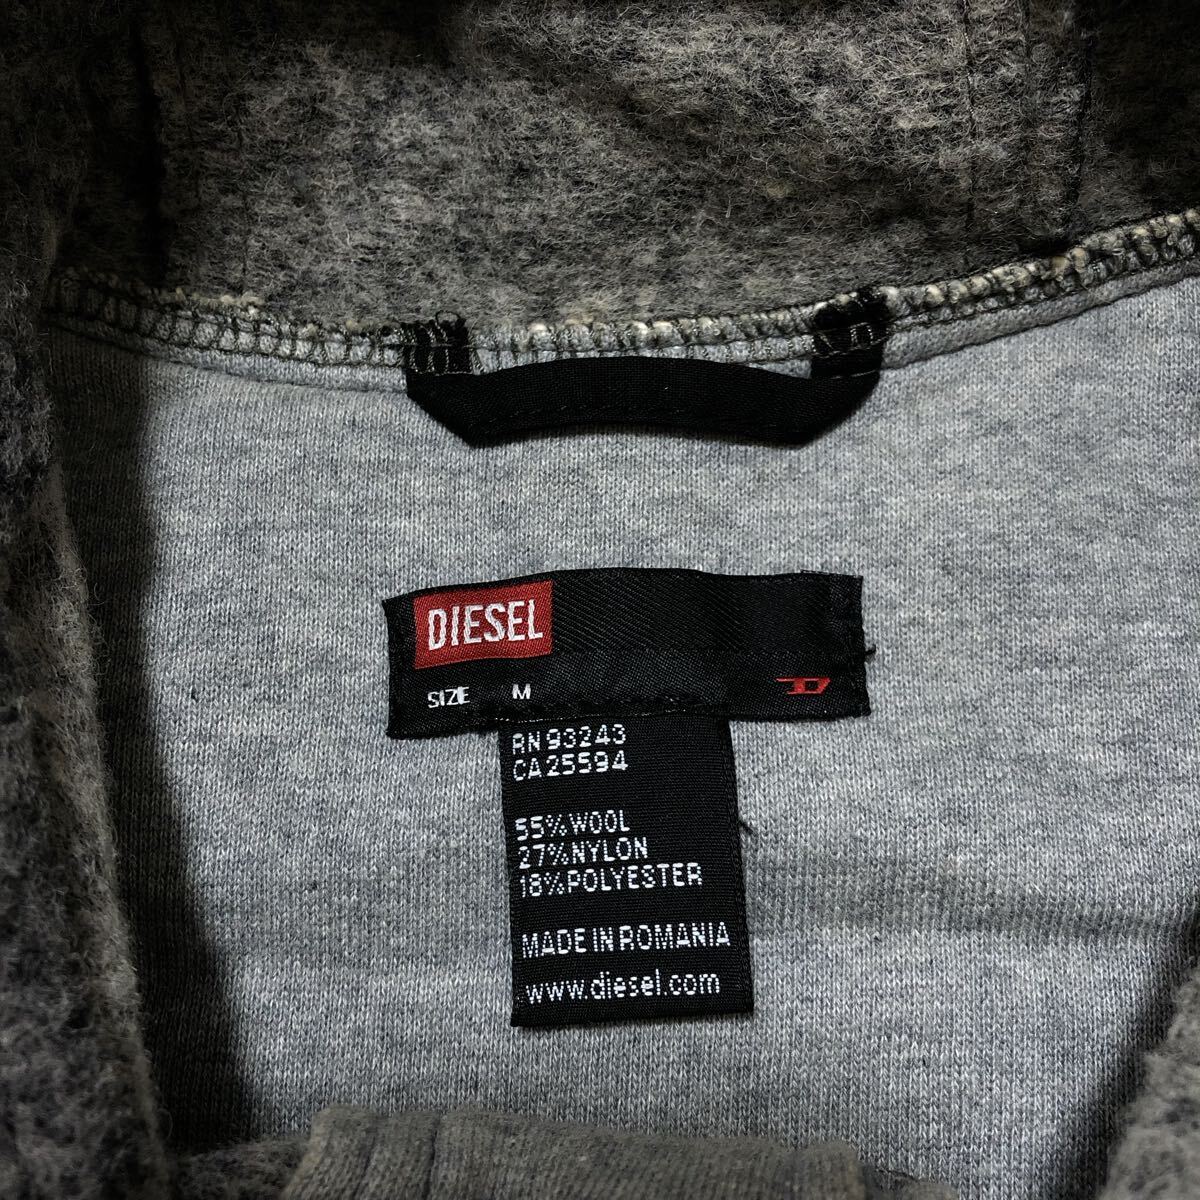 DIESEL
SIZE M
RN 93243
CA 25594
55% WOOL
27% NYLON
18% POLYESTER
MADE IN ROMANIA
www.diesel.com